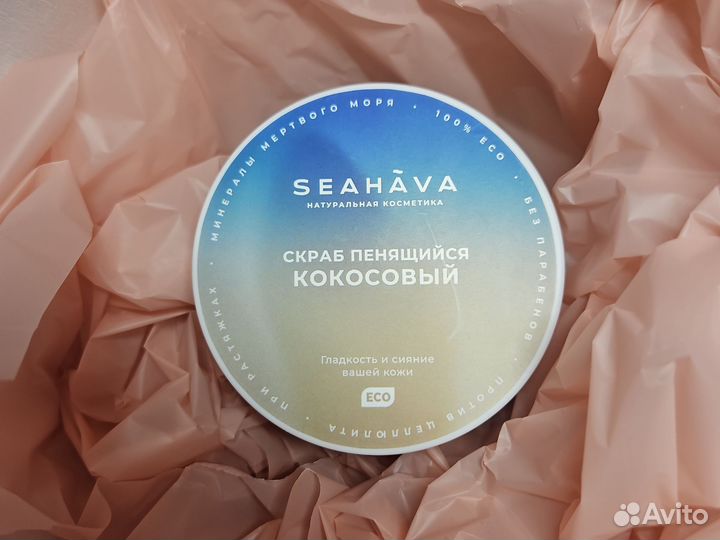 МИНЕРАЛЫ МЕРТВОГО МОРЯ • 100% ECO • БЕЗ ПАРАБЕНОВ • ПРОТИВ ЦЕЛЛЮЛИТА • ПРИ РАСТЯЖКАХ •
SEAHÃVA
НАТУРАЛЬНАЯ КОСМЕТИКА
СКРАБ ПЕНЯЩИЙСЯ
КОКОСОВЫЙ
Гладкость и сияние
вашей кожи
ECO
Avito